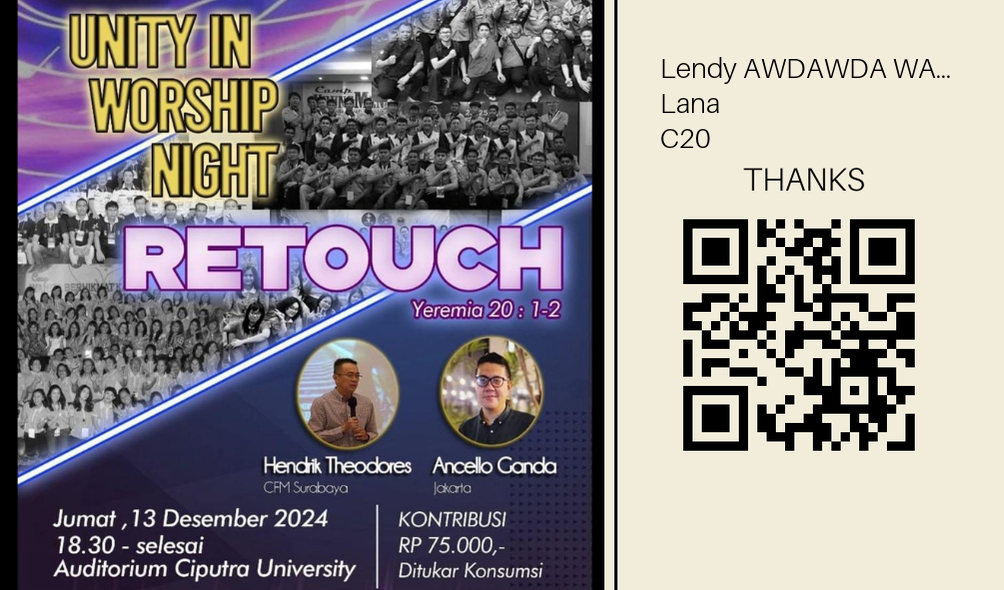 UNITY IN
WORSHIP
NIGHT
RETOUCH
Yeremia 20 : 1-2
Hendrik Theodores
CFM Surabaya
Ancello Ganda
Jakarta
Jumat ,13 Desember 2024
18.30 - selesai
Auditorium Ciputra University
KONTRIBUSI
RP 75.000,-
Ditukar Konsumsi
Lendy AWDAWDA WA...
Lana
C20
THANKS